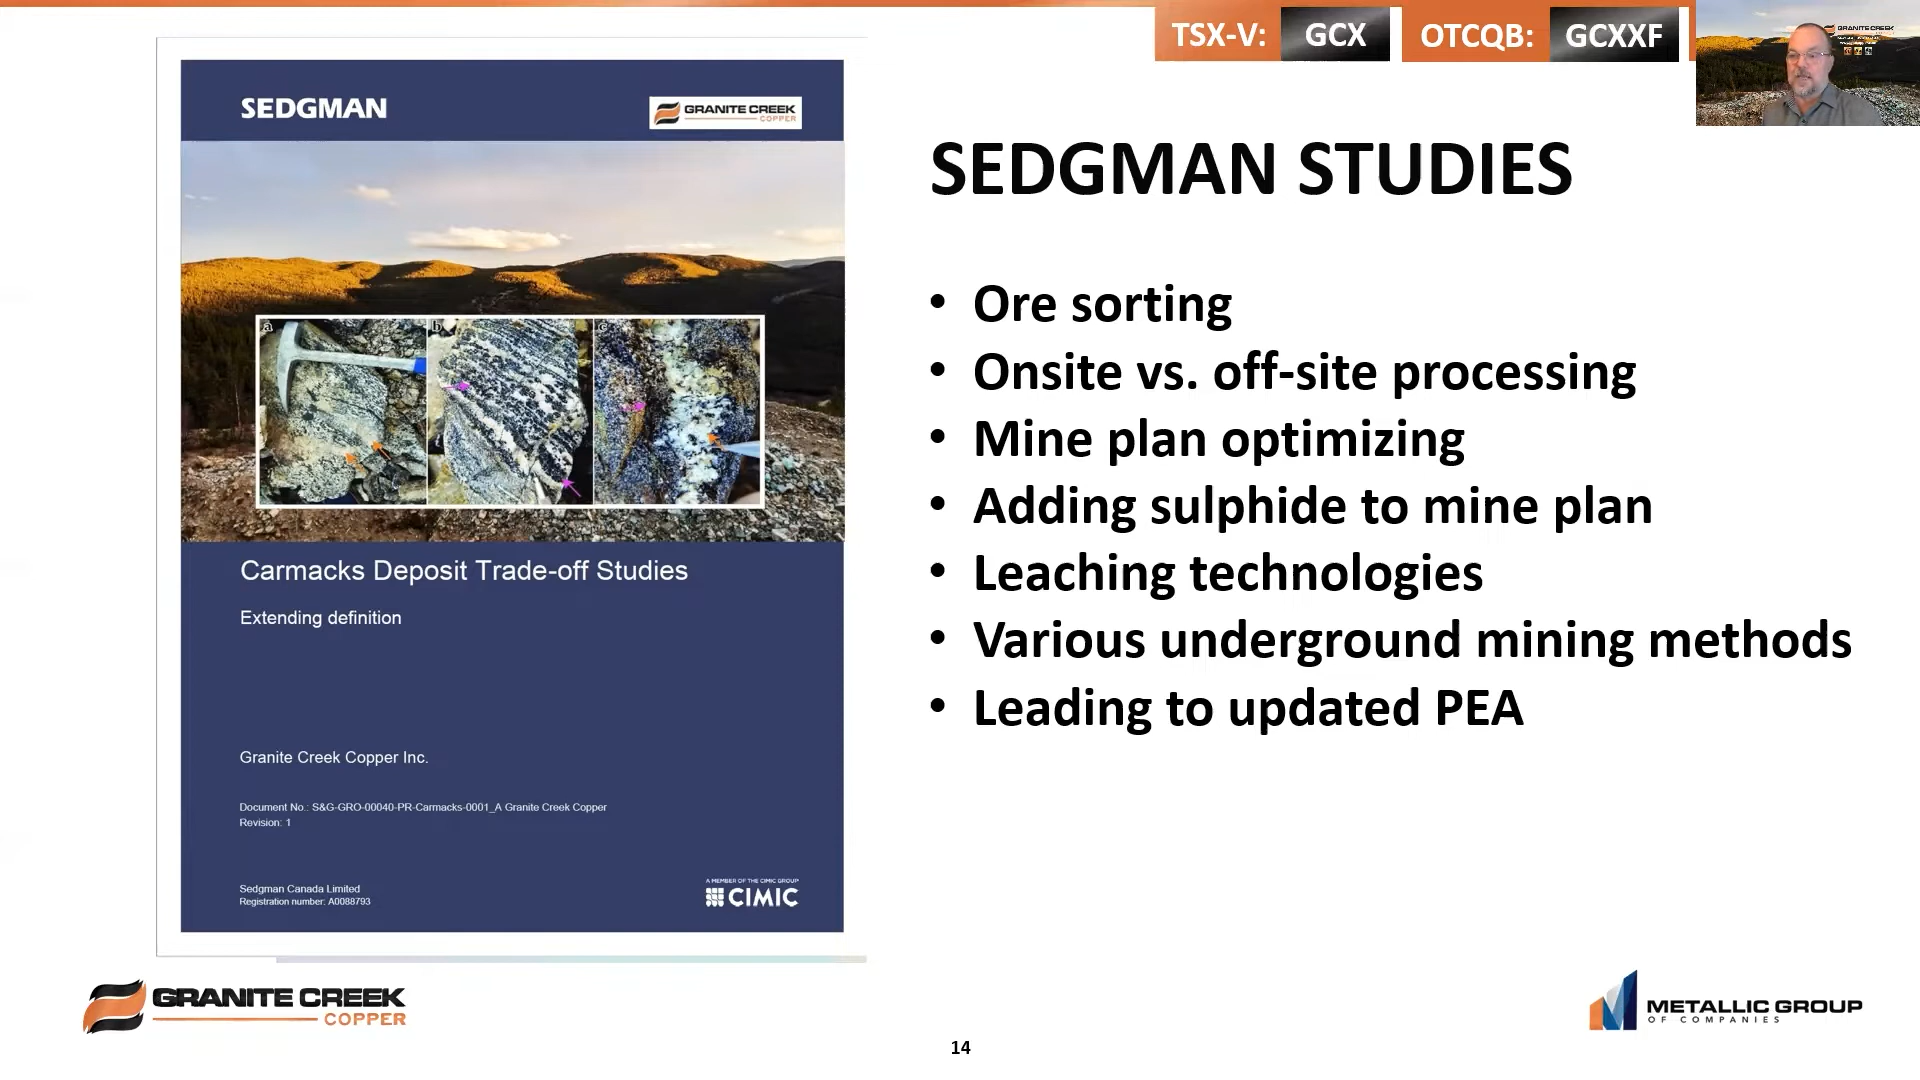 TSX-V: GCX OTCQB: GCXXF
SEDGMAN
GRANITE CREEK
COPPER
a b c
Carmacks Deposit Trade-off Studies
Extending definition
Granite Creek Copper Inc.
Document No.: S&G-GRO-00040-PR-Carmacks-0001_A Granite Creek Copper
Revision: 1
Sedgman Canada Limited
Registration number: A0088793
A MEMBER OF THE CIMIC GROUP
CIMIC
SEDGMAN STUDIES
• Ore sorting
• Onsite vs. off-site processing
• Mine plan optimizing
• Adding sulphide to mine plan
• Leaching technologies
• Various underground mining methods
• Leading to updated PEA
GRANITE CREEK
COPPER
14
METALLIC GROUP
OF COMPANIES